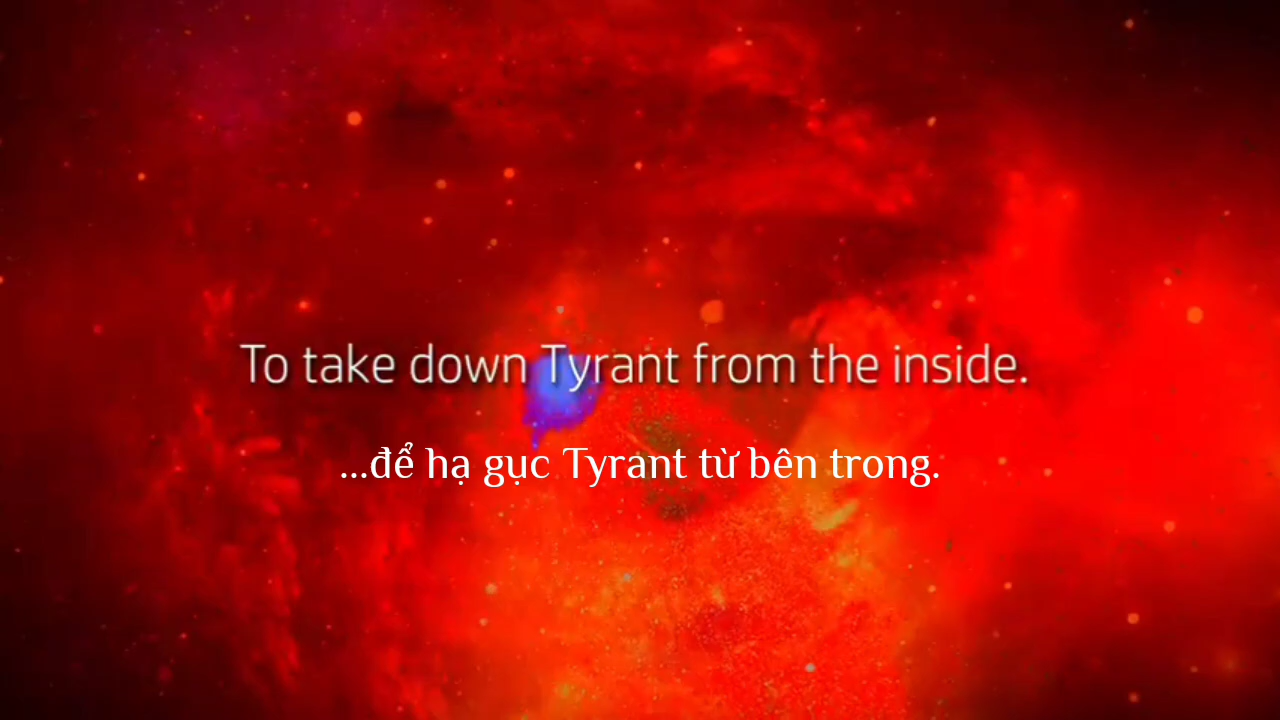 To take down Tyrant from the inside.
...để hạ gục Tyrant từ bên trong.